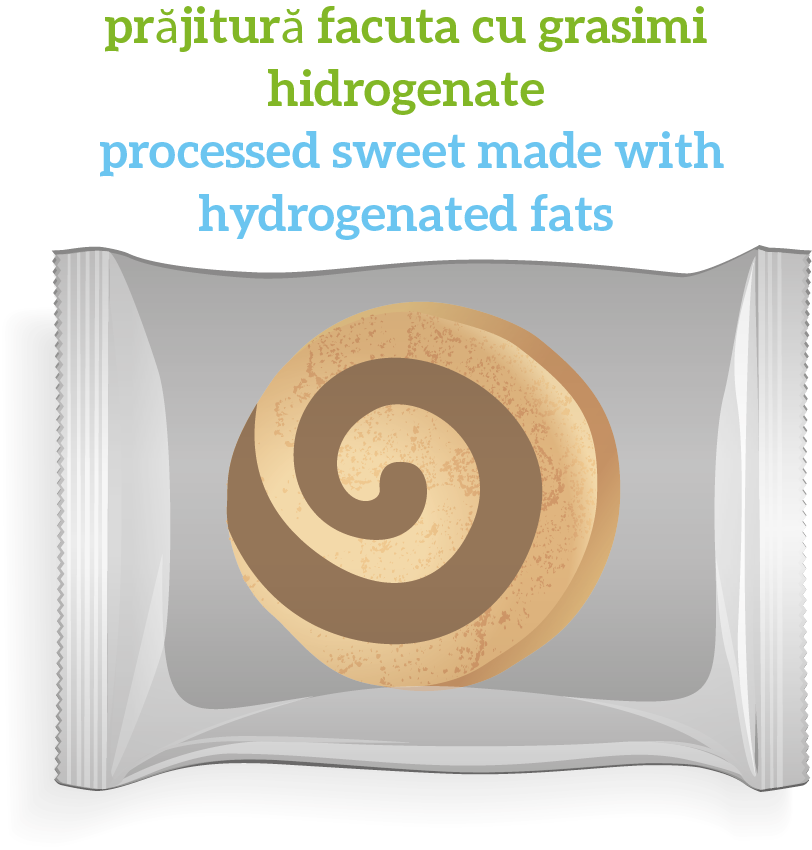 prăjitură facuta cu grasimi
hidrogenate
processed sweet made with
hydrogenated fats